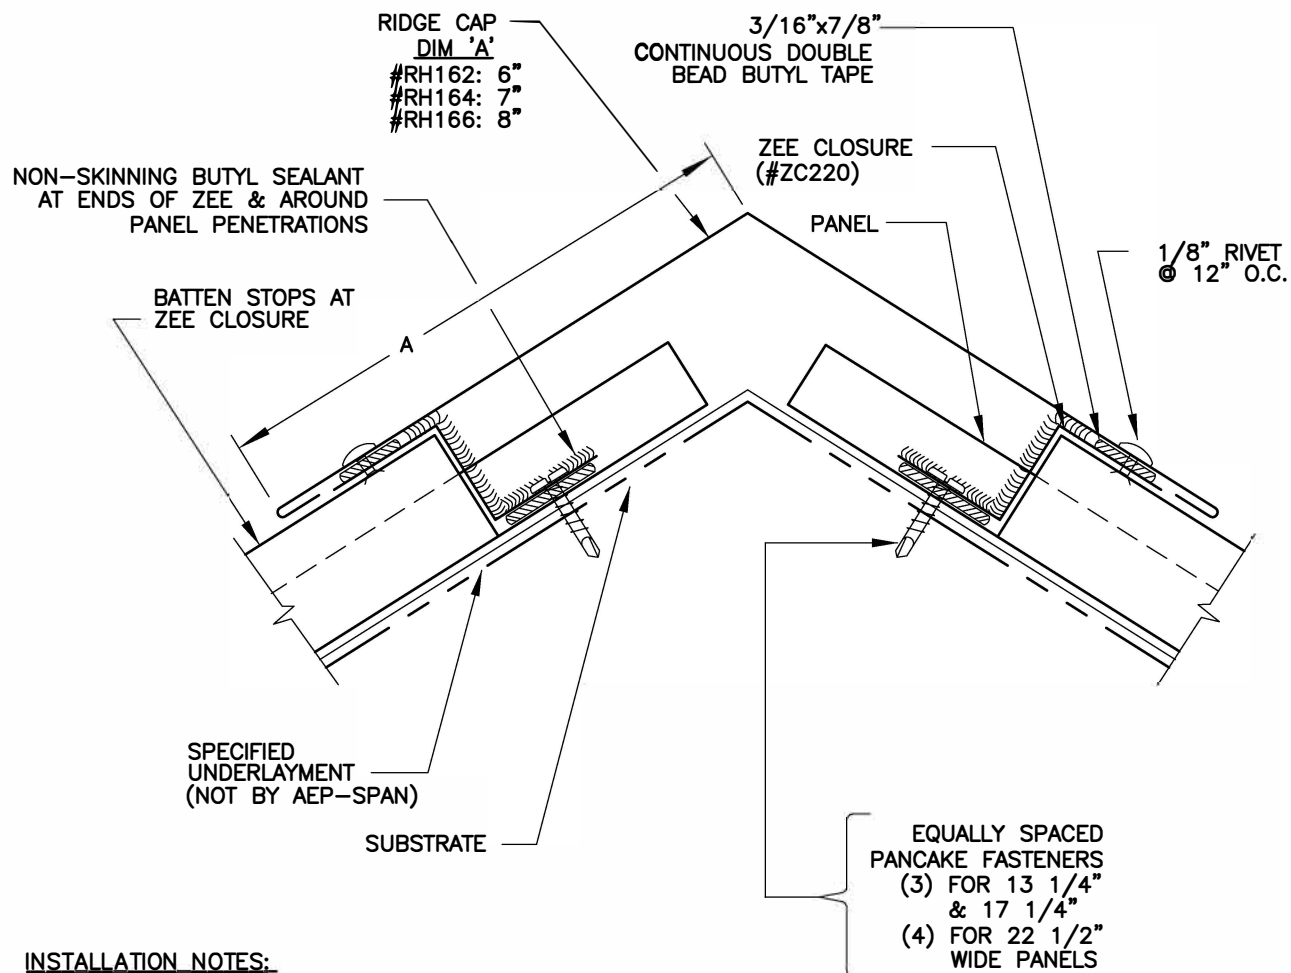 RIDGE CAP
DIM 'A'
#RH162: 6"
#RH164: 7"
#RH166: 8"
3/16"x7/8"
CONTINUOUS DOUBLE
BEAD BUTYL TAPE
ZEE CLOSURE
(#ZC220)
NON-SKINNING BUTYL SEALANT
AT ENDS OF ZEE & AROUND
PANEL PENETRATIONS
PANEL
1/8" RIVET
@ 12" O.C.
BATTEN STOPS AT
ZEE CLOSURE
A
SPECIFIED
UNDERLAYMENT
(NOT BY AEP-SPAN)
SUBSTRATE
EQUALLY SPACED
PANCAKE FASTENERS
(3) FOR 13 1/4"
& 17 1/4"
(4) FOR 22 1/2"
WIDE PANELS
INSTALLATION NOTES: